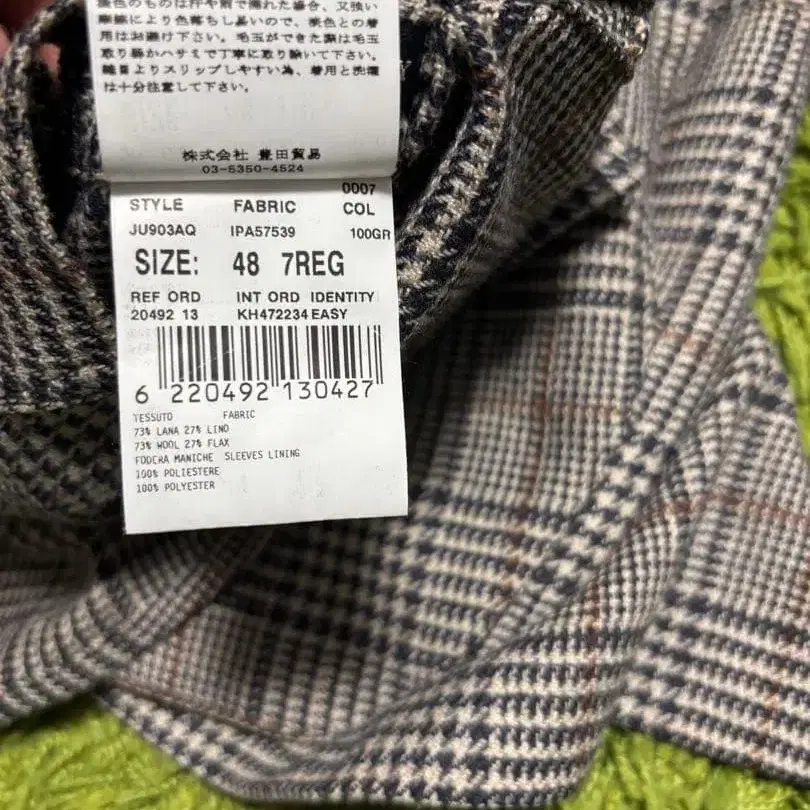 淡色のものは汗や雨で濡れた場合、又強い
摩擦により色落ちし易いので、淡色との着
用はお避け下さい。毛玉ができた際は毛玉
取り器かハサミで丁寧に取り除いて下さい。
縫目よりスリップしやすい為、着用と洗濯
は十分注意して下さい。
株式会社 豊田貿易
03-5350-4524
0007
STYLE FABRIC COL
JU903AQ IPA57539 100GR
SIZE: 48 7REG
REF ORD INT ORD IDENTITY
20492 13 KH472234 EASY
6 220492 130427
TESSUTO FABRIC
73% LANA 27% LINO
73% WOOL 27% FLAX
FODERA MANICHE SLEEVES LINING
100% POLIESTERE
100% POLYESTER